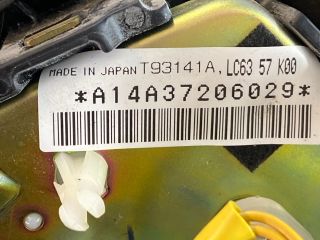 MADE IN JAPAN T93141A, LC63 57 K00
*A14A37206029*